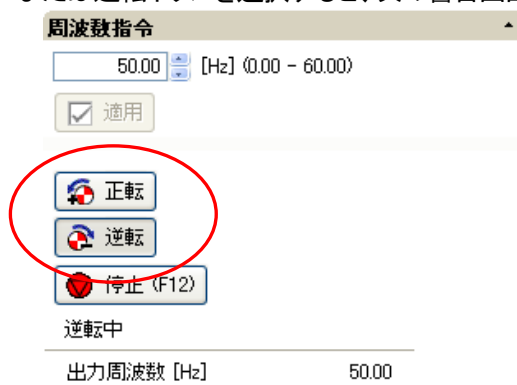 周波数指令
50.00 [Hz] (0.00 - 60.00)
適用
正転
逆転
停止 (F12)
逆転中
出力周波数 [Hz] 50.00